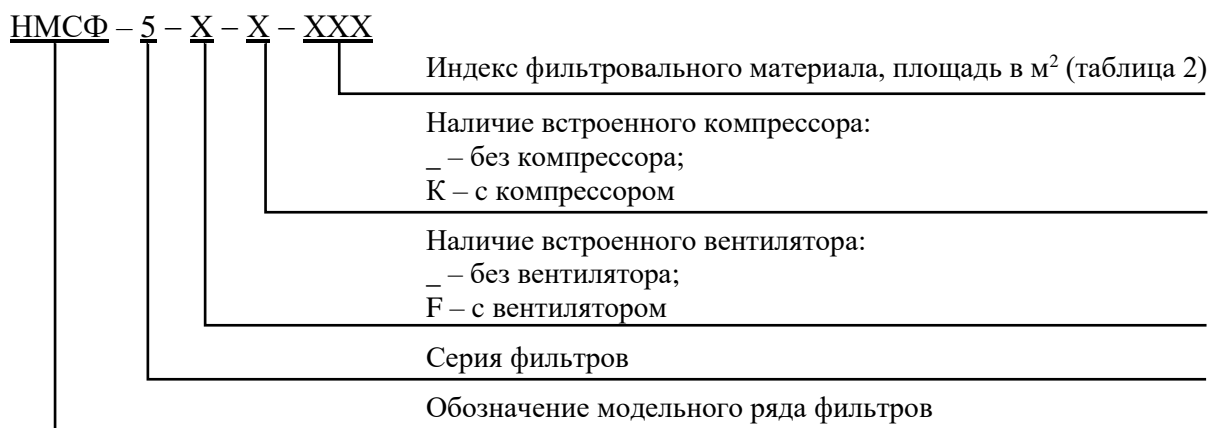 НМСФ – 5 – Х – Х – ХХХ
Индекс фильтровального материала, площадь в м² (таблица 2)
Наличие встроенного компрессора:
_ – без компрессора;
К – с компрессором
Наличие встроенного вентилятора:
_ – без вентилятора;
F – с вентилятором
Серия фильтров
Обозначение модельного ряда фильтров